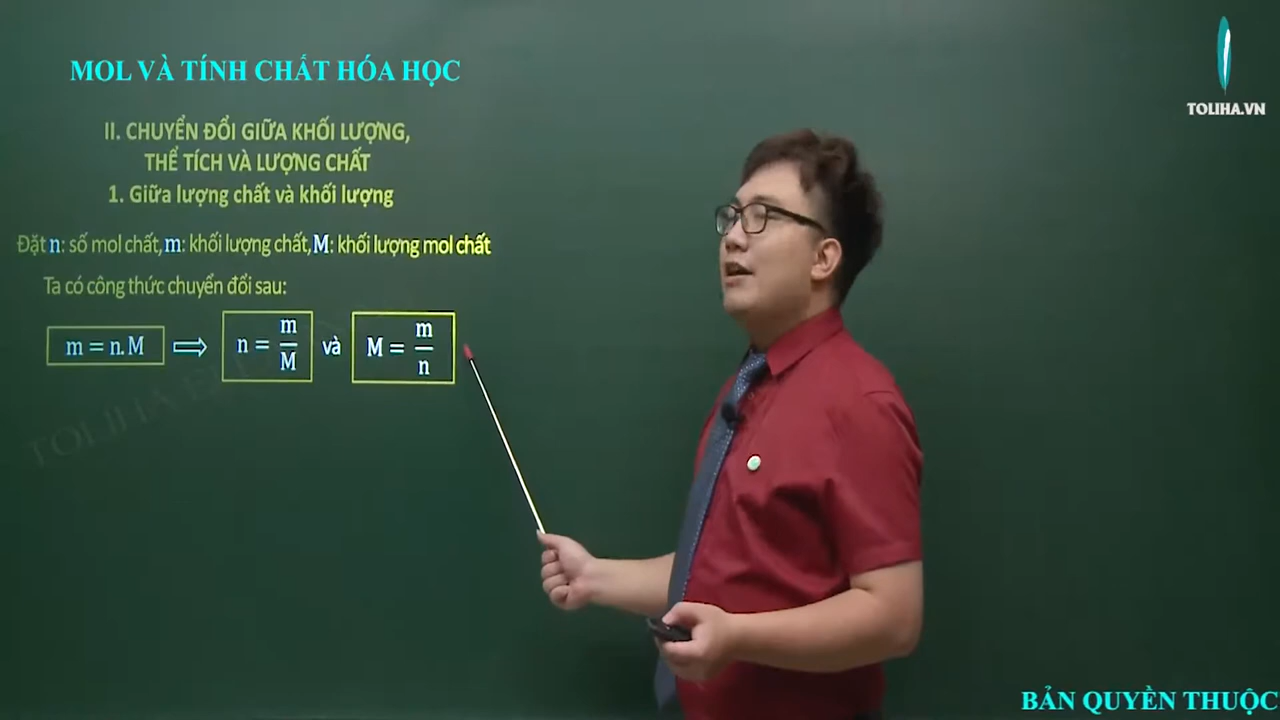 MOL VÀ TÍNH CHẤT HÓA HỌC
TOLIHA.VN
II. CHUYỂN ĐỔI GIỮA KHỐI LƯỢNG,
THỂ TÍCH VÀ LƯỢNG CHẤT
1. Giữa lượng chất và khối lượng
Đặt n: số mol chất, m: khối lượng chất, M: khối lượng mol chất
Ta có công thức chuyển đổi sau:
m = n.M ⟹ n = m/M và M = m/n
BẢN QUYỀN THUỘC